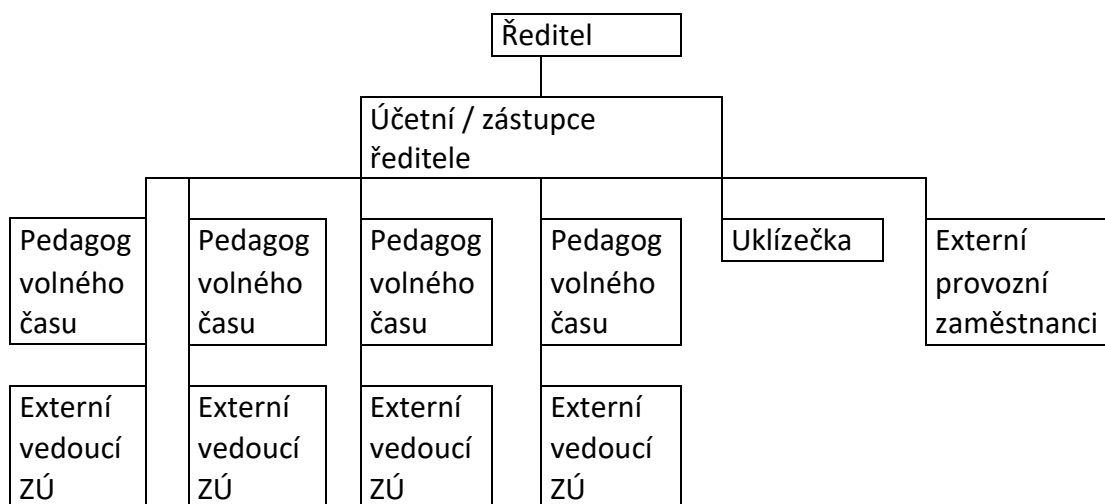 Ředitel
Účetní / zástupce
ředitele
Pedagog
volného
času
Pedagog
volného
času
Pedagog
volného
času
Pedagog
volného
času
Uklízečka
Externí
provozní
zaměstnanci
Externí
vedoucí
ZÚ
Externí
vedoucí
ZÚ
Externí
vedoucí
ZÚ
Externí
vedoucí
ZÚ